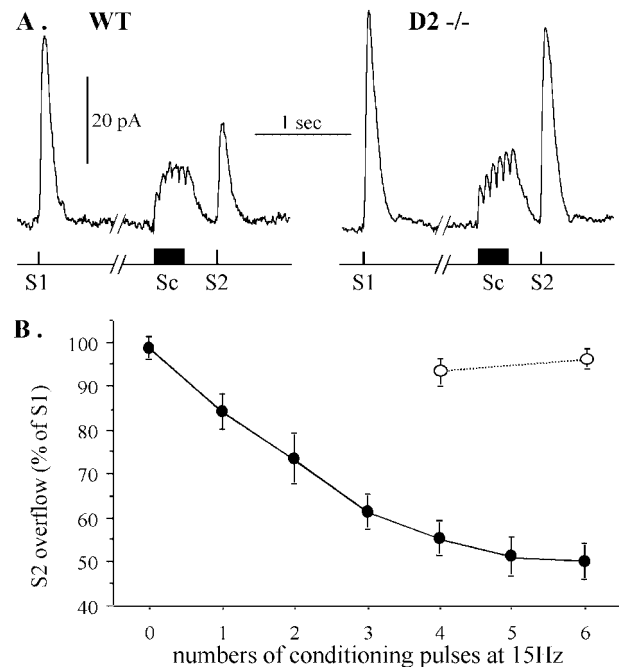 A . WT D2 -/-
20 pA
1 sec
S1 Sc S2 S1 Sc S2
B .
S2 overflow (% of S1)
100
90
80
70
60
50
40
0 1 2 3 4 5 6
numbers of conditioning pulses at 15Hz